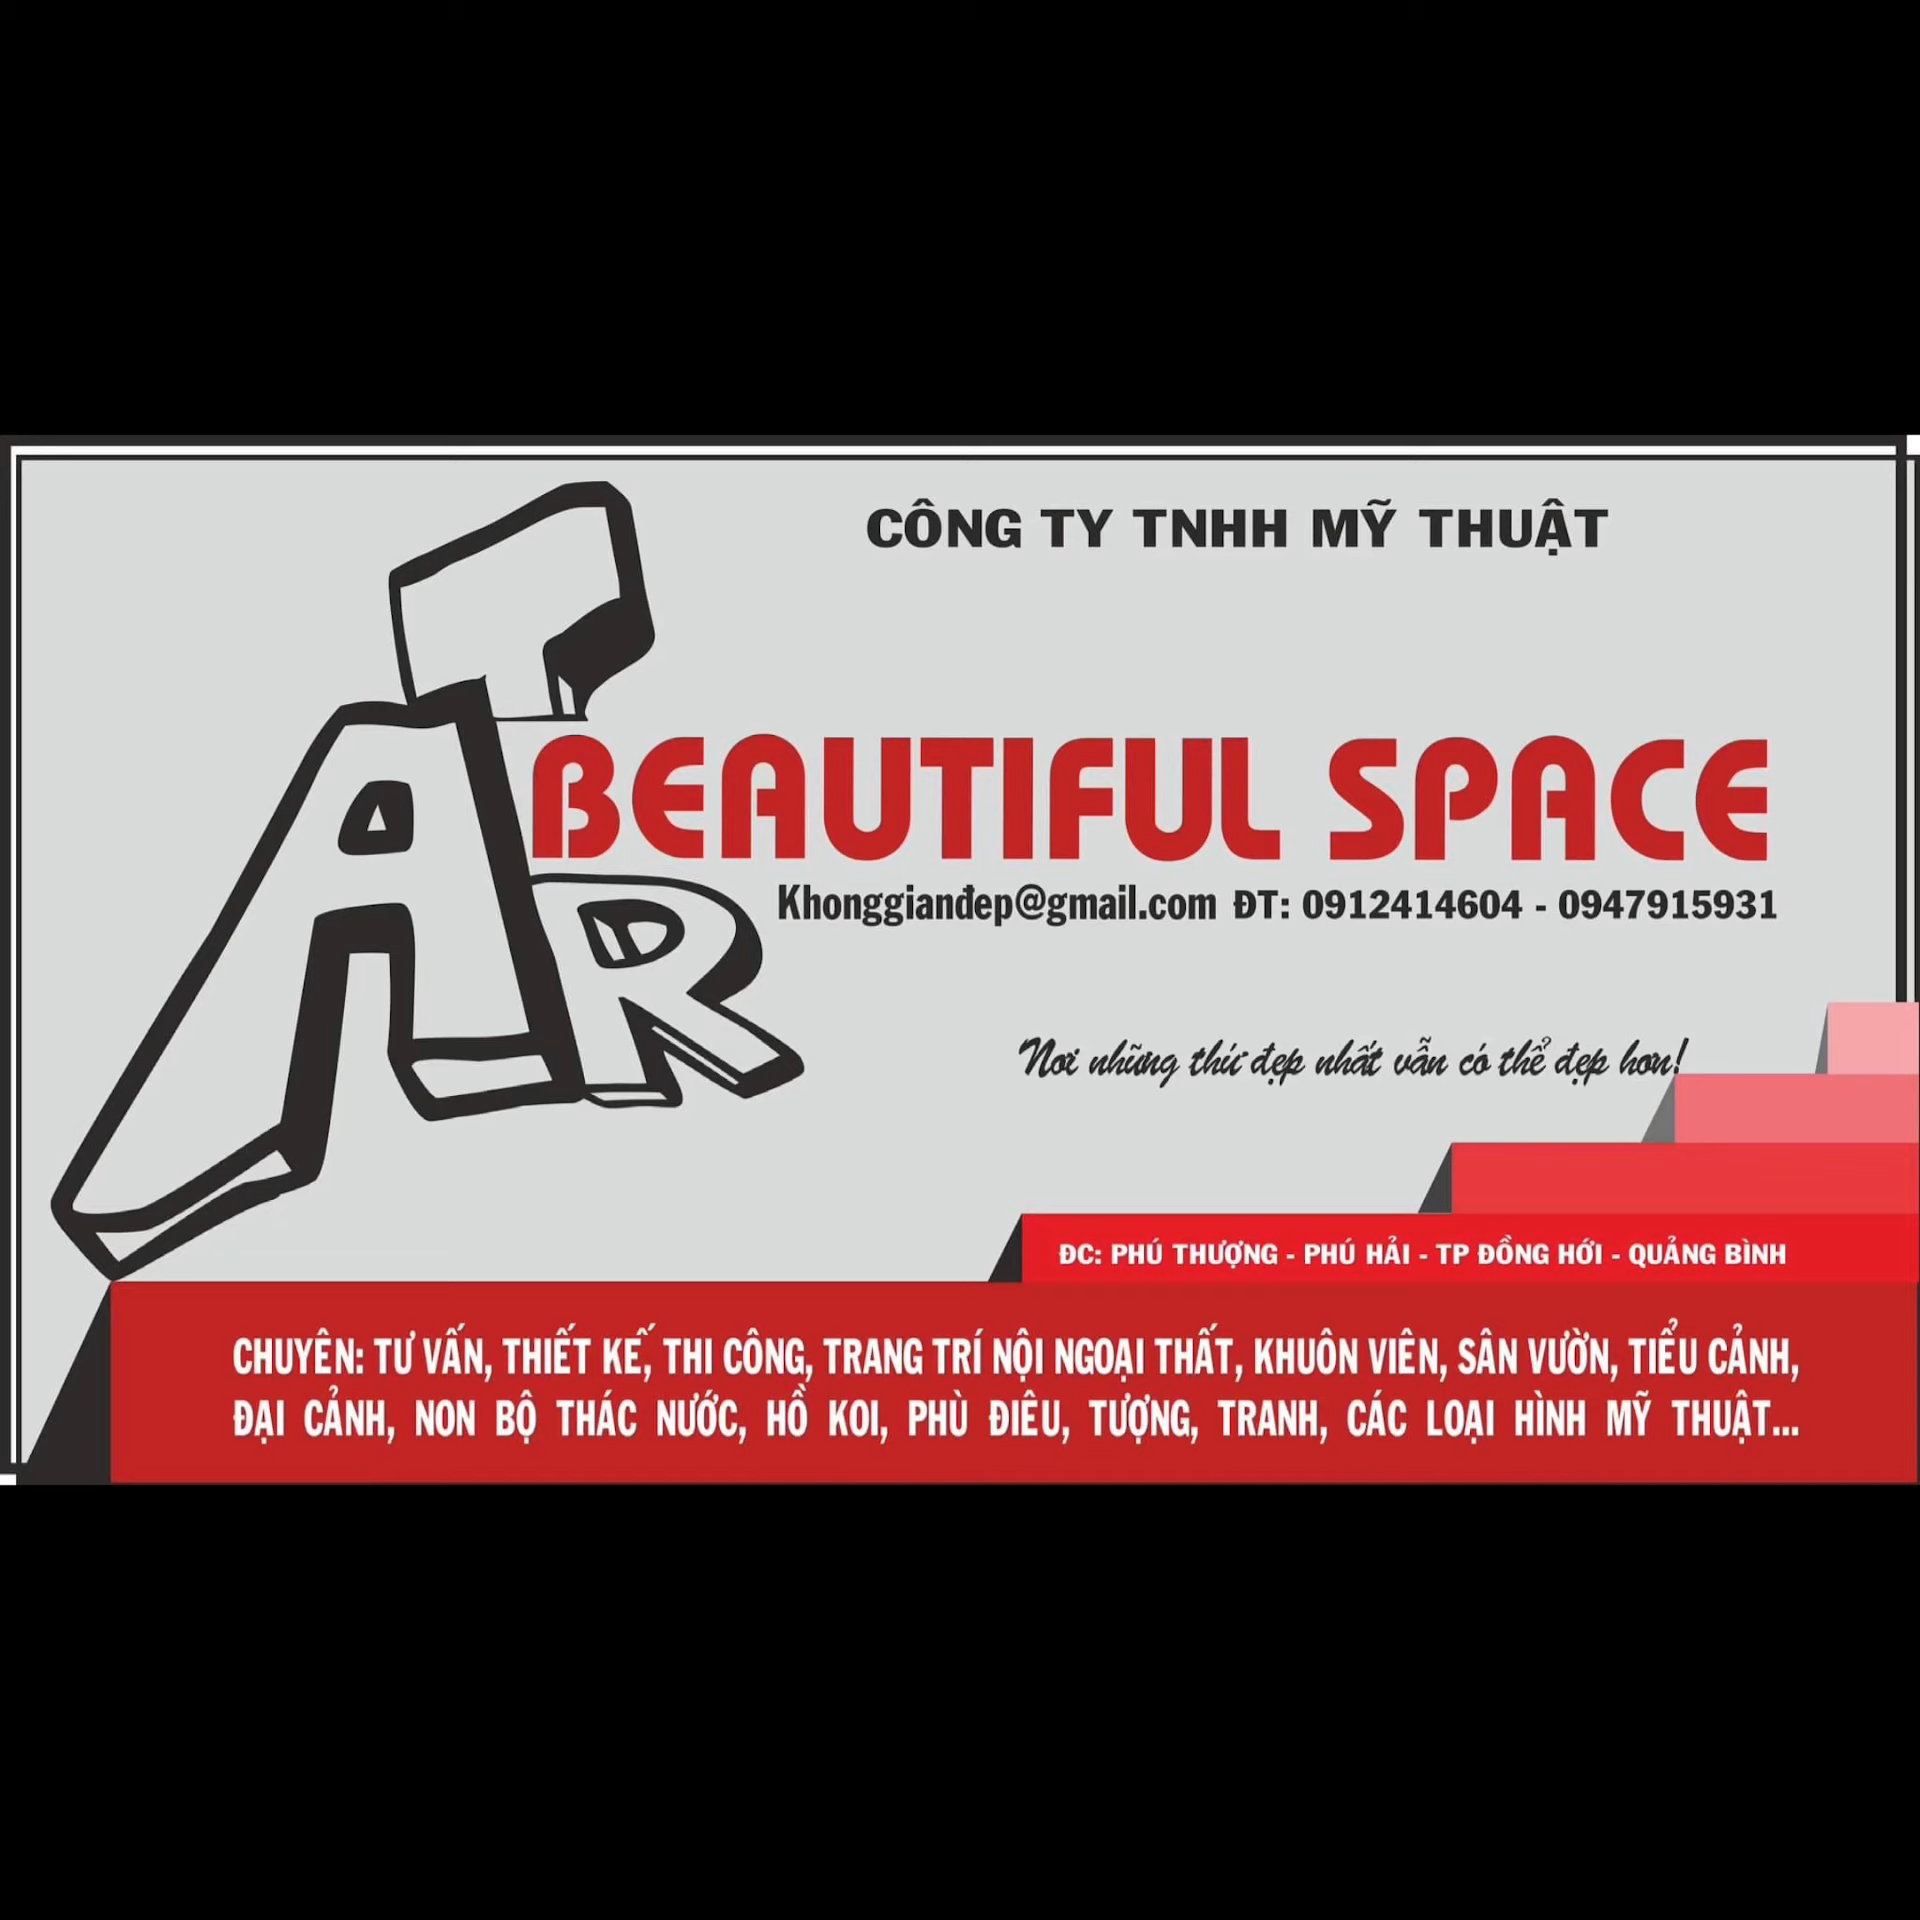 CÔNG TY TNHH MỸ THUẬT
ART
BEAUTIFUL SPACE
Khonggianđep@gmail.com ĐT: 0912414604 - 0947915931
Nơi những thứ đẹp nhất vẫn có thể đẹp hơn!
ĐC: PHÚ THƯỢNG - PHÚ HẢI - TP ĐỒNG HỚI - QUẢNG BÌNH
CHUYÊN: TƯ VẤN, THIẾT KẾ, THI CÔNG, TRANG TRÍ NỘI NGOẠI THẤT, KHUÔN VIÊN, SÂN VƯỜN, TIỂU CẢNH,
ĐẠI CẢNH, NON BỘ THÁC NƯỚC, HỒ KOI, PHÙ ĐIÊU, TƯỢNG, TRANH, CÁC LOẠI HÌNH MỸ THUẬT...